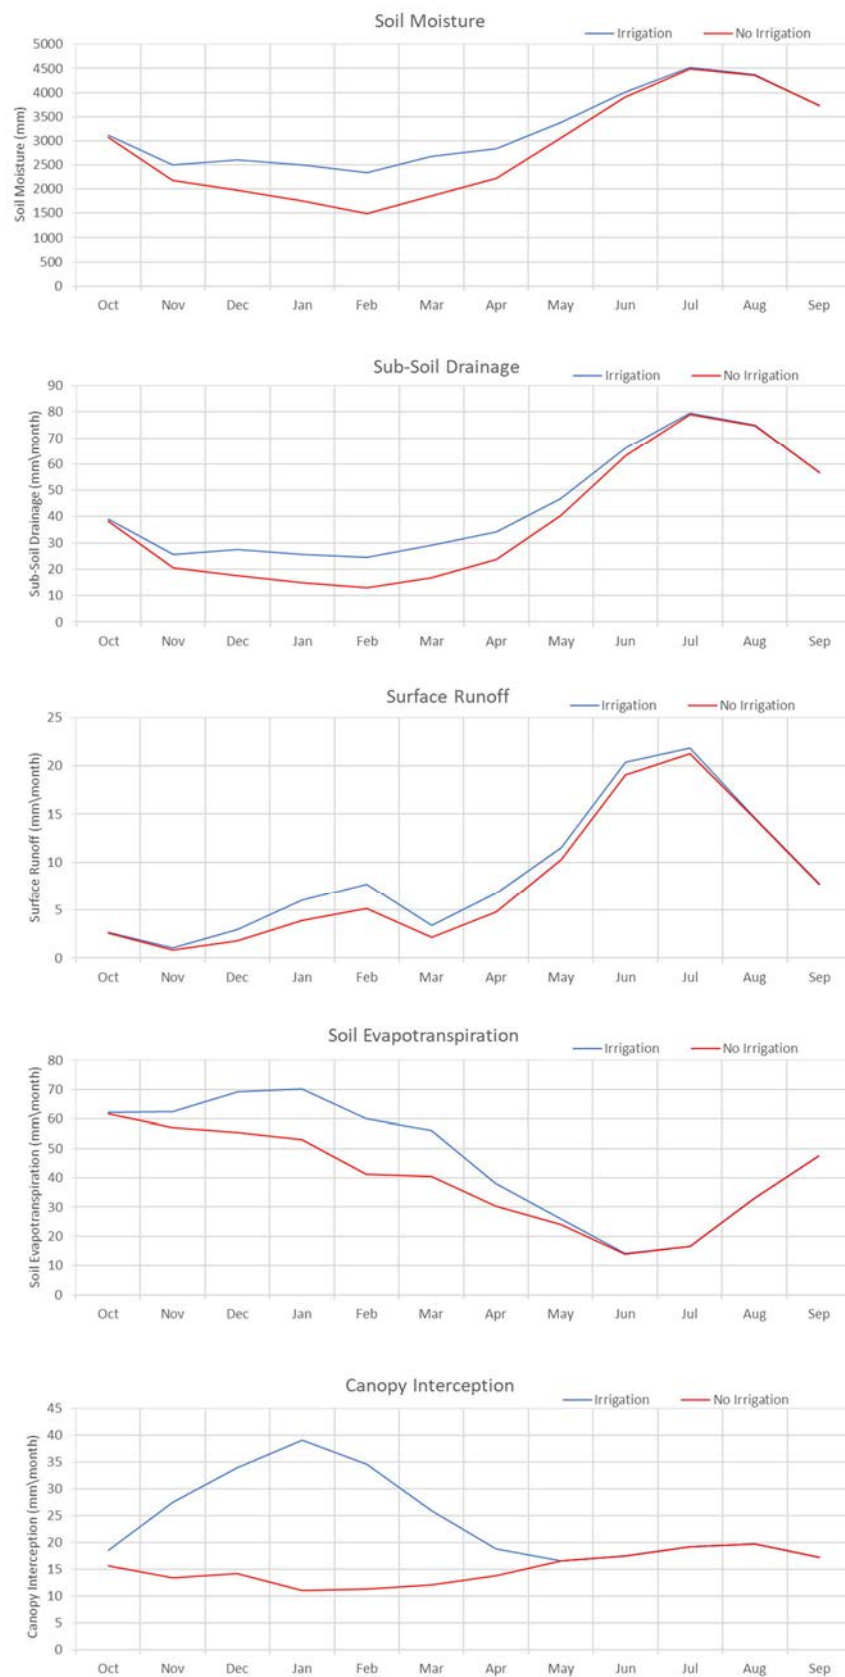 Soil Moisture
Irrigation No Irrigation
Soil Moisture (mm)
5000
4500
4000
3500
3000
2500
2000
1500
1000
500
0
Oct Nov Dec Jan Feb Mar Apr May Jun Jul Aug Sep
Sub-Soil Drainage
Irrigation No Irrigation
Sub-Soil Drainage (mm\month)
90
80
70
60
50
40
30
20
10
0
Oct Nov Dec Jan Feb Mar Apr May Jun Jul Aug Sep
Surface Runoff
Irrigation No Irrigation
Surface Runoff (mm\month)
25
20
15
10
5
0
Oct Nov Dec Jan Feb Mar Apr May Jun Jul Aug Sep
Soil Evapotranspiration
Irrigation No Irrigation
Soil Evapotranspiration (mm\month)
80
70
60
50
40
30
20
10
0
Oct Nov Dec Jan Feb Mar Apr May Jun Jul Aug Sep
Canopy Interception
Irrigation No Irrigation
Canopy Interception (mm\month)
45
40
35
30
25
20
15
10
5
0
Oct Nov Dec Jan Feb Mar Apr May Jun Jul Aug Sep